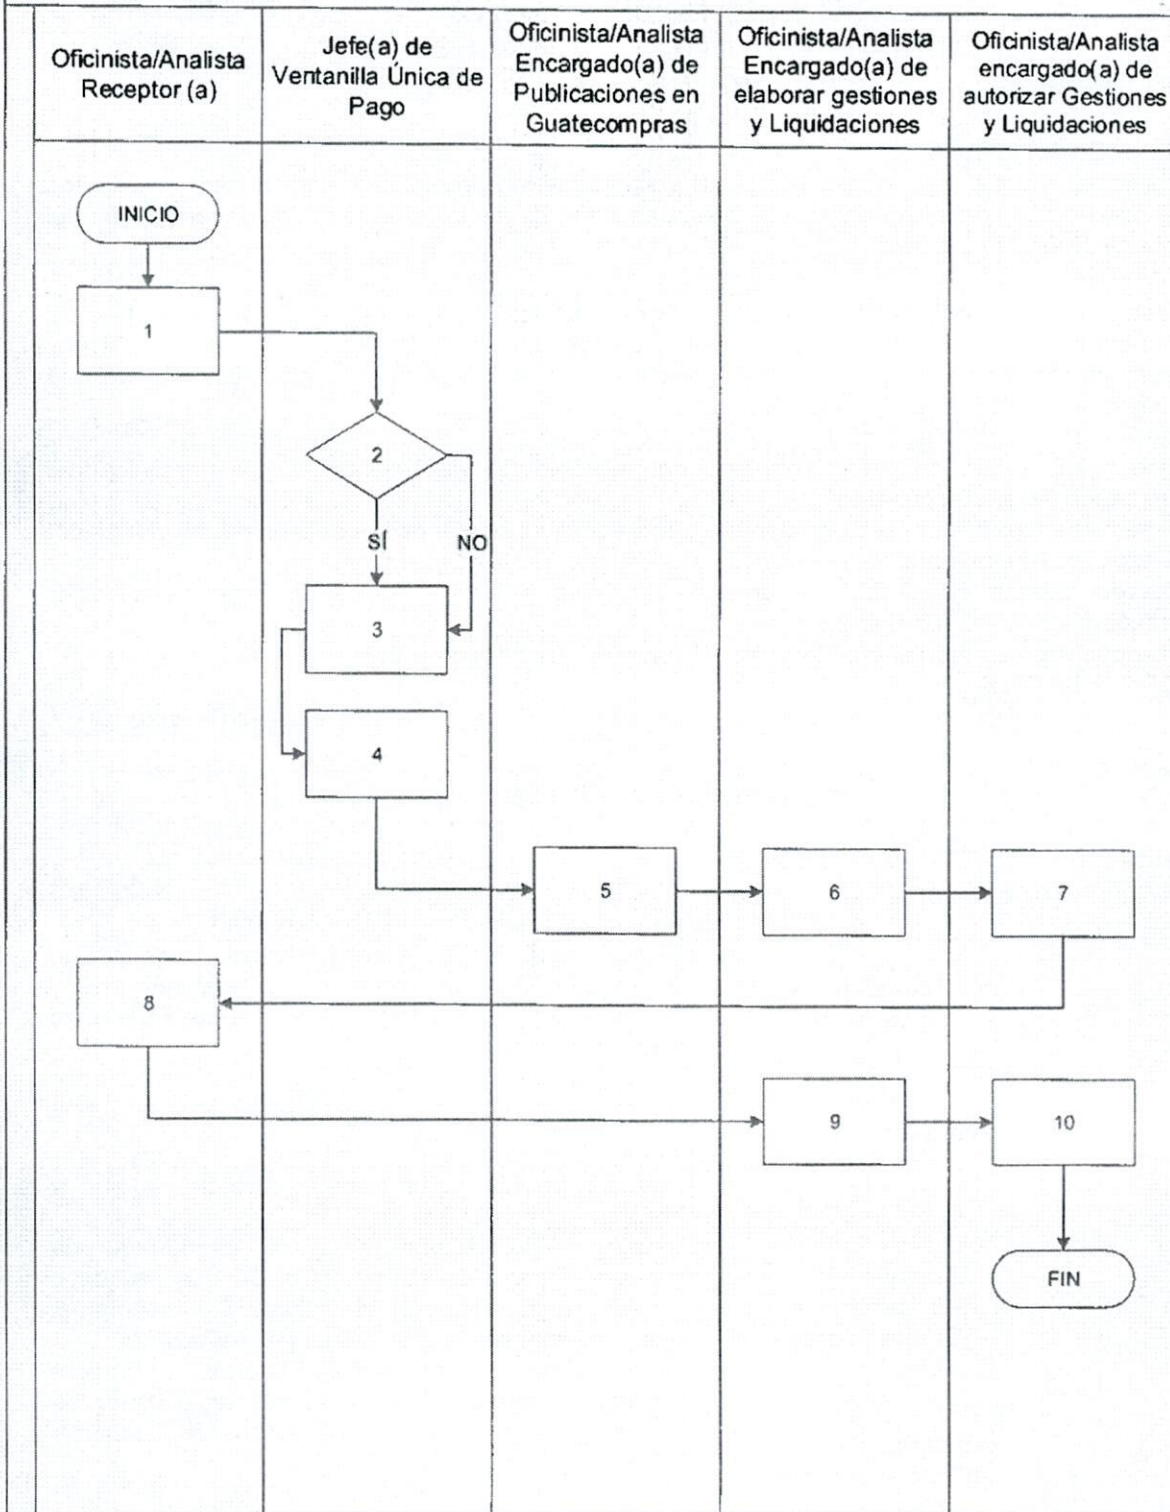 Oficinista/Analista
Receptor (a)
Jefe(a) de
Ventanilla Única de
Pago
Oficinista/Analista
Encargado(a) de
Publicaciones en
Guatecompras
Oficinista/Analista
Encargado(a) de
elaborar gestiones
y Liquidaciones
Oficinista/Analista
encargado(a) de
autorizar Gestiones
y Liquidaciones
INICIO
1
2
SÍ
NO
3
4
5
6
7
8
9
10
FIN